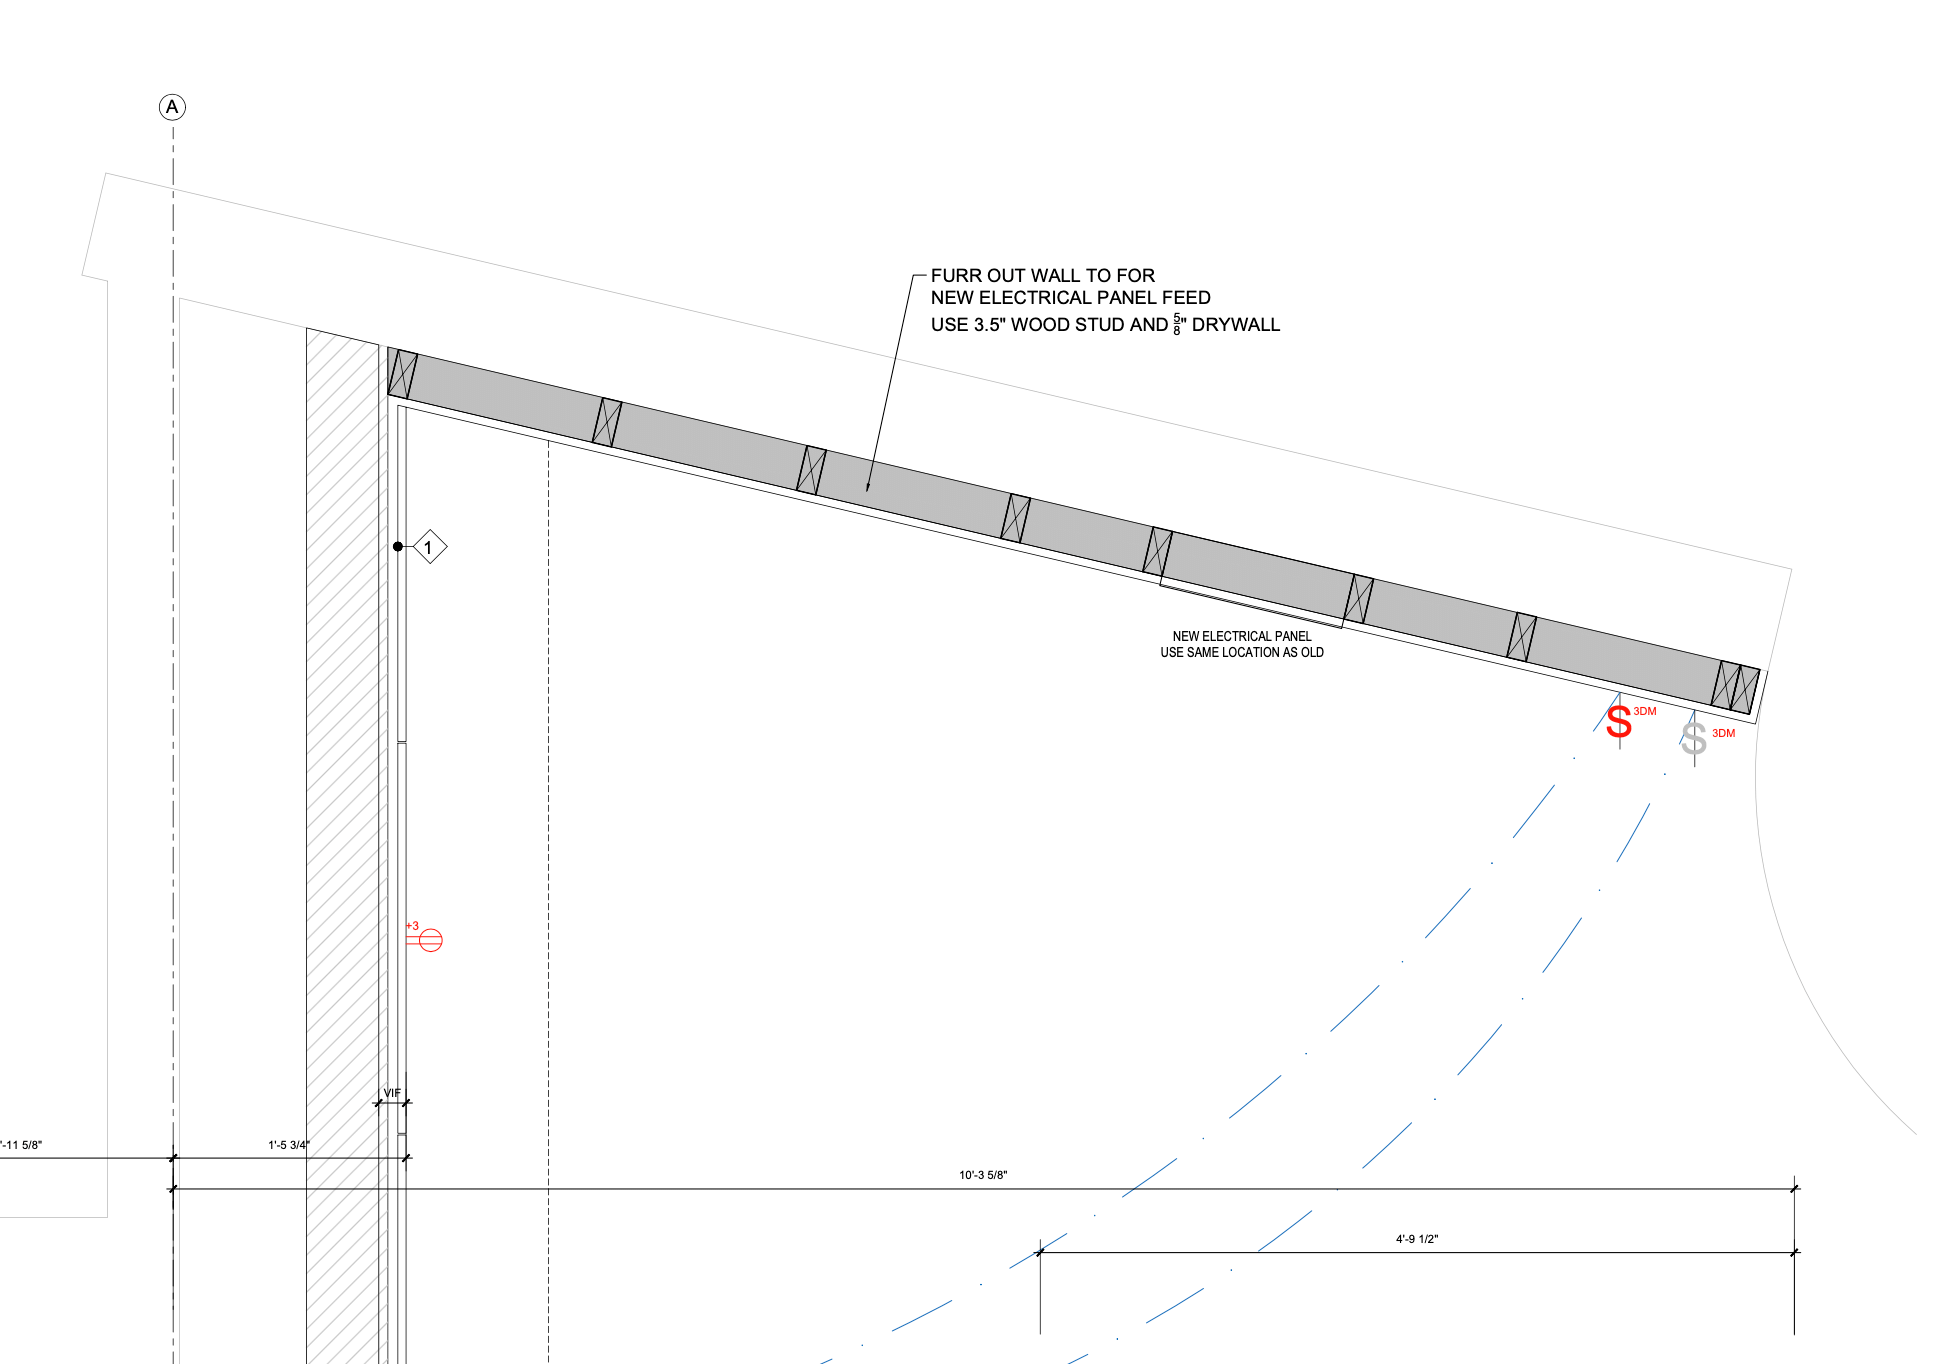 A
FURR OUT WALL TO FOR
NEW ELECTRICAL PANEL FEED
USE 3.5" WOOD STUD AND 5/8" DRYWALL
1
NEW ELECTRICAL PANEL
USE SAME LOCATION AS OLD
S 3DM
S 3DM
+3
VIF
'-11 5/8"
1'-5 3/4"
10'-3 5/8"
4'-9 1/2"